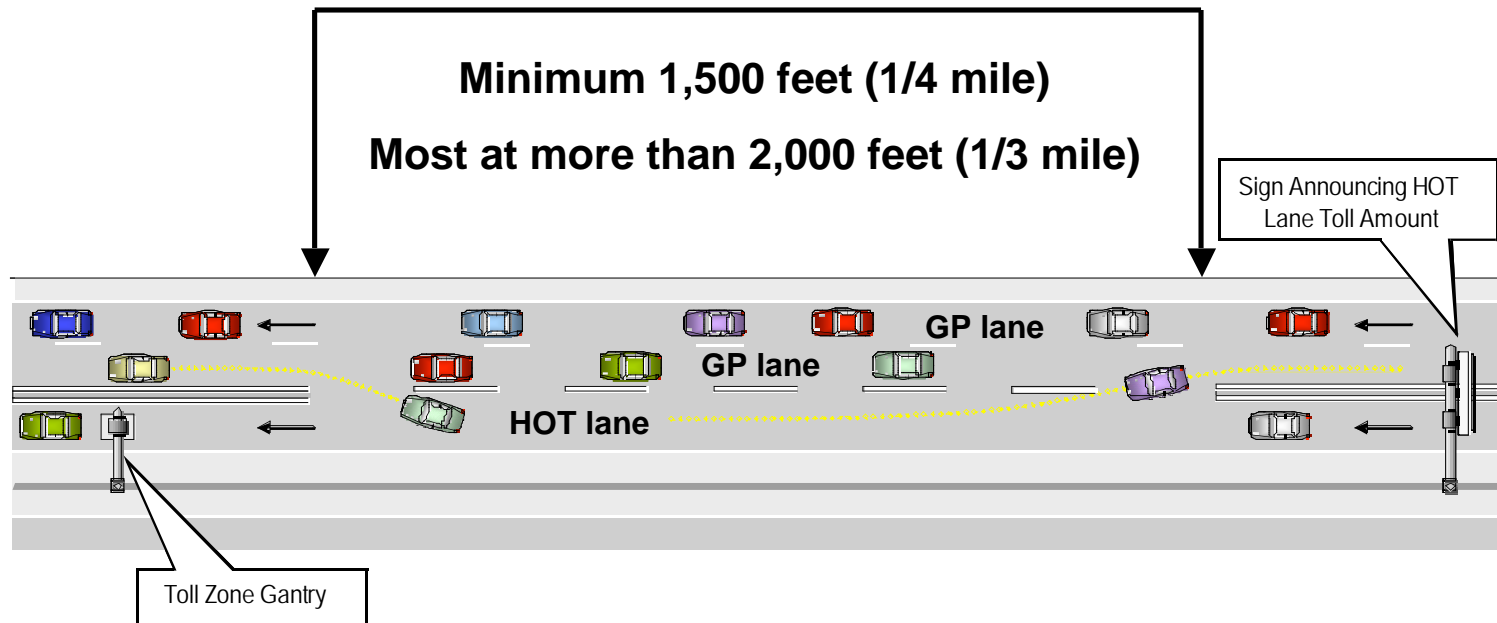 Minimum 1,500 feet (1/4 mile)
Most at more than 2,000 feet (1/3 mile)
Sign Announcing HOT
Lane Toll Amount
GP lane
GP lane
HOT lane
Toll Zone Gantry